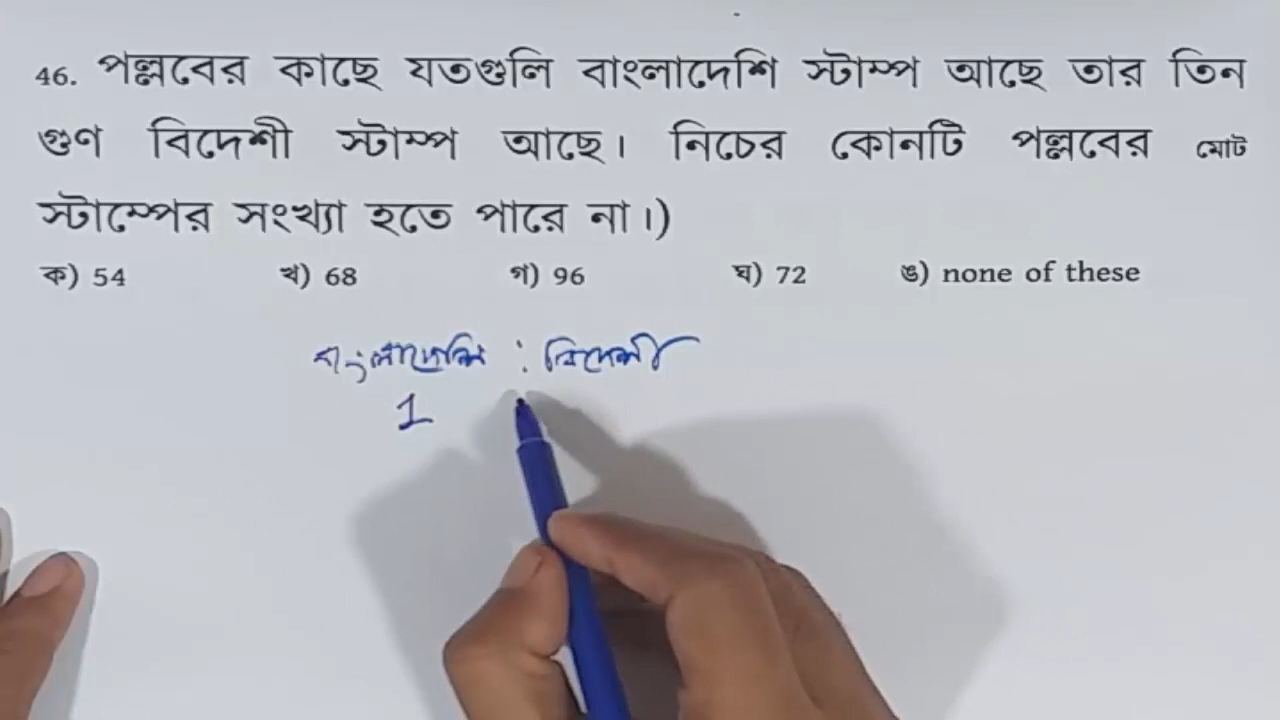 46. পল্লবের কাছে যতগুলি বাংলাদেশি স্টাম্প আছে তার তিন
গুণ বিদেশী স্টাম্প আছে। নিচের কোনটি পল্লবের মোট
স্টাম্পের সংখ্যা হতে পারে না।)
ক) 54 খ) 68 গ) 96 ঘ) 72 ঙ) none of these
বাংলাদেশি : বিদেশী
1